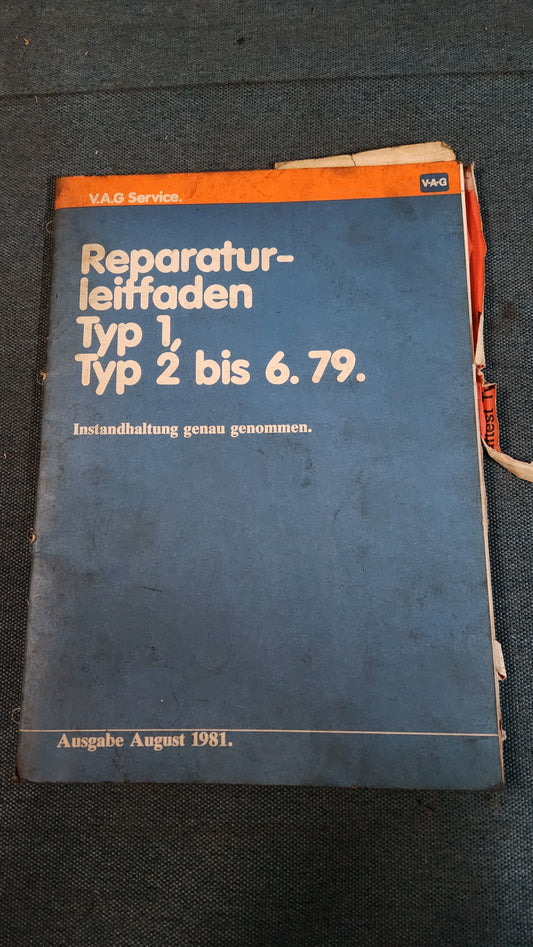 V.A.G Service.
V·A·G
Reparatur-
leitfaden
Typ 1,
Typ 2 bis 6.79.
Instandhaltung genau genommen.
Ausgabe August 1981.